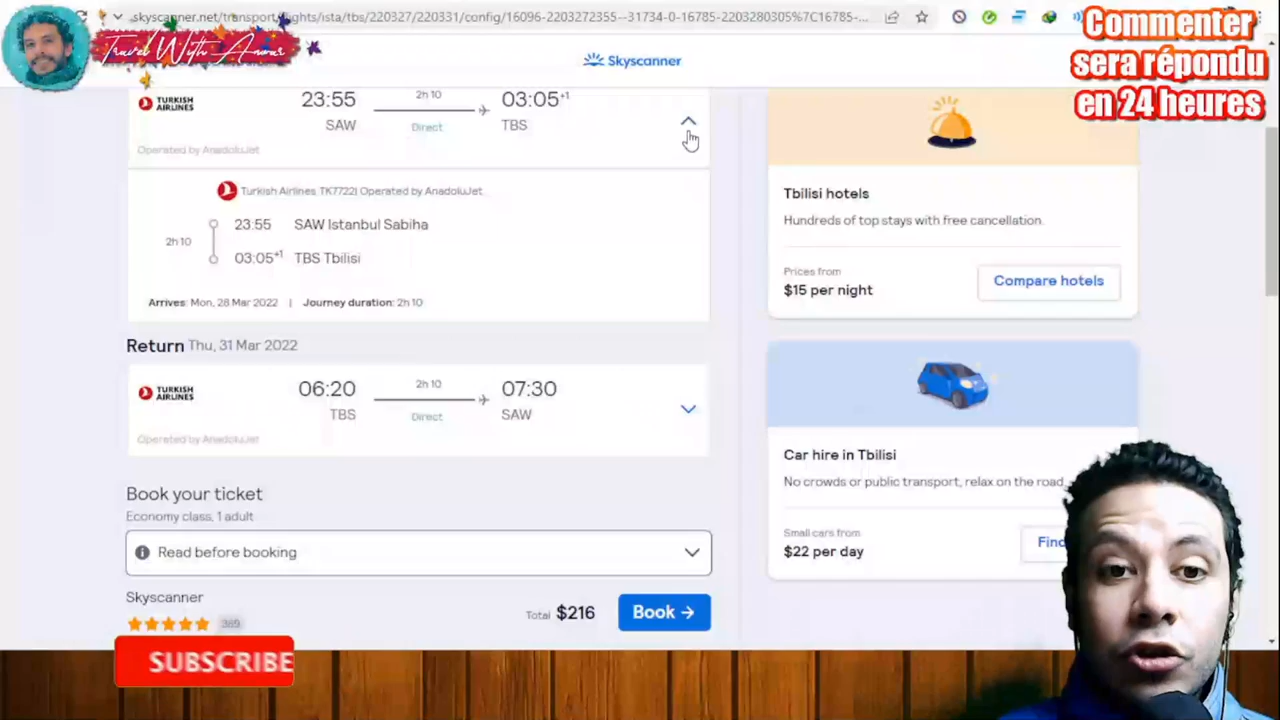 .skyscanner.net/transport/flights/ista/tbs/220327/220331/config/16096-2203272355--31734-0-16785-2203280305%7C16785-...
Travel With Anwar
Commenter
sera répondu
en 24 heures
Skyscanner
TURKISH
AIRLINES
23:55
2h 10
03:05+1
SAW
Direct
TBS
Operated by AnadoluJet
Turkish Airlines TK7722| Operated by AnadoluJet
23:55 SAW Istanbul Sabiha
2h 10
03:05+1 TBS Tbilisi
Arrives: Mon, 28 Mar 2022 | Journey duration: 2h 10
Return Thu, 31 Mar 2022
TURKISH
AIRLINES
06:20
2h 10
07:30
TBS
Direct
SAW
Operated by AnadoluJet
Book your ticket
Economy class, 1 adult
Read before booking
Skyscanner
369
Total $216
Book →
Tbilisi hotels
Hundreds of top stays with free cancellation.
Prices from
$15 per night
Compare hotels
Car hire in Tbilisi
No crowds or public transport, relax on the road
Small cars from
$22 per day
Find
SUBSCRIBE